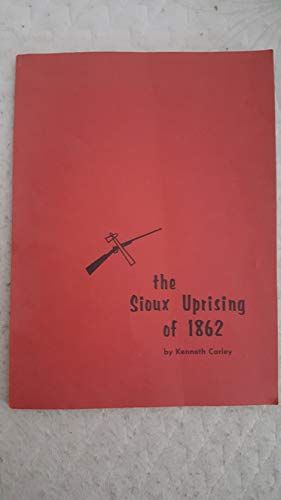 the
Sioux Uprising
of 1862
by Kenneth Carley